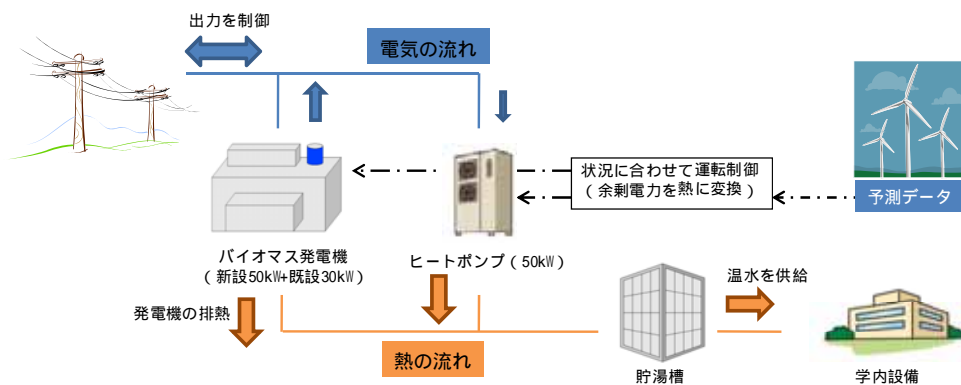 出力を制御
電気の流れ
状況に合わせて運転制御
（余剰電力を熱に変換）
予測データ
バイオマス発電機
（新設50kW+既設30kW）
ヒートポンプ（50kW）
発電機の排熱
温水を供給
熱の流れ
貯湯槽
学内設備